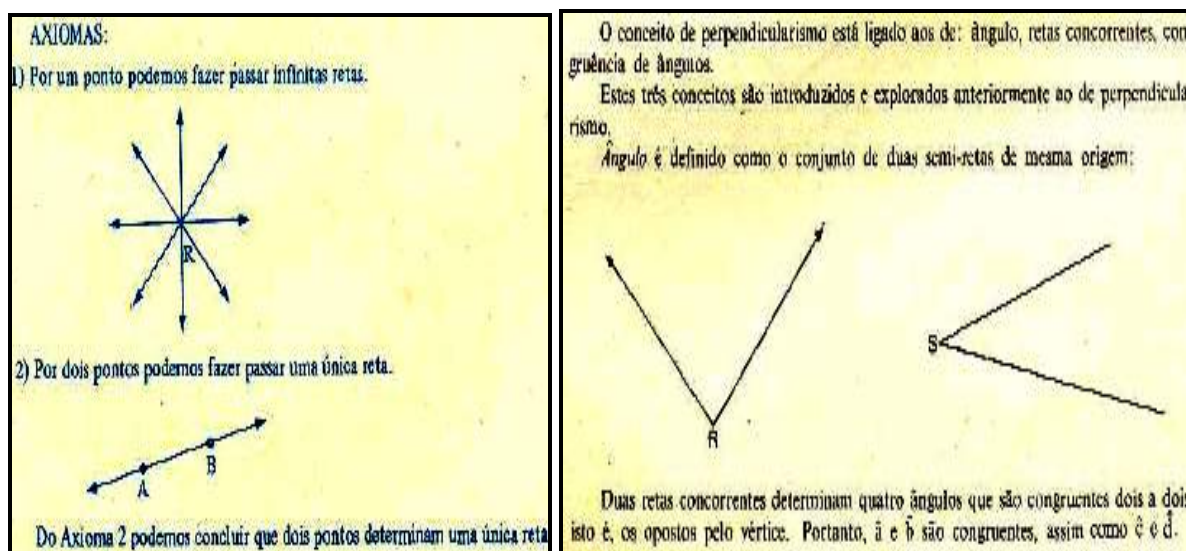 AXIOMAS:
1) Por um ponto podemos fazer passar infinitas retas.
R
2) Por dois pontos podemos fazer passar uma única reta.
B
A
Do Axioma 2 podemos concluir que dois pontos determinam uma única reta
O conceito de perpendicularismo está ligado aos de: ângulo, retas concorrentes, con
gruência de ângulos.
Estes três conceitos são introduzidos e explorados anteriormente ao de perpendicula
rismo.
Ângulo é definido como o conjunto de duas semi-retas de mesma origem:
S
R
Duas retas concorrentes determinam quatro ângulos que são congruentes dois a dois
isto é, os opostos pelo vértice. Portanto, â e b̂ são congruentes, assim como ĉ e d̂.